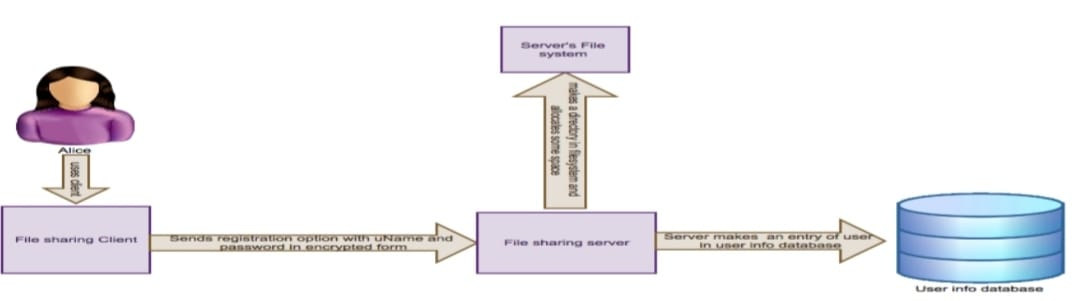 Server's File
system
Alice
uses client
makes a directory in filesystem and
allocates some space
File sharing Client
Sends registration option with uName and
password in encrypted form
File sharing server
Server makes an entry of user
in user info database
User info database